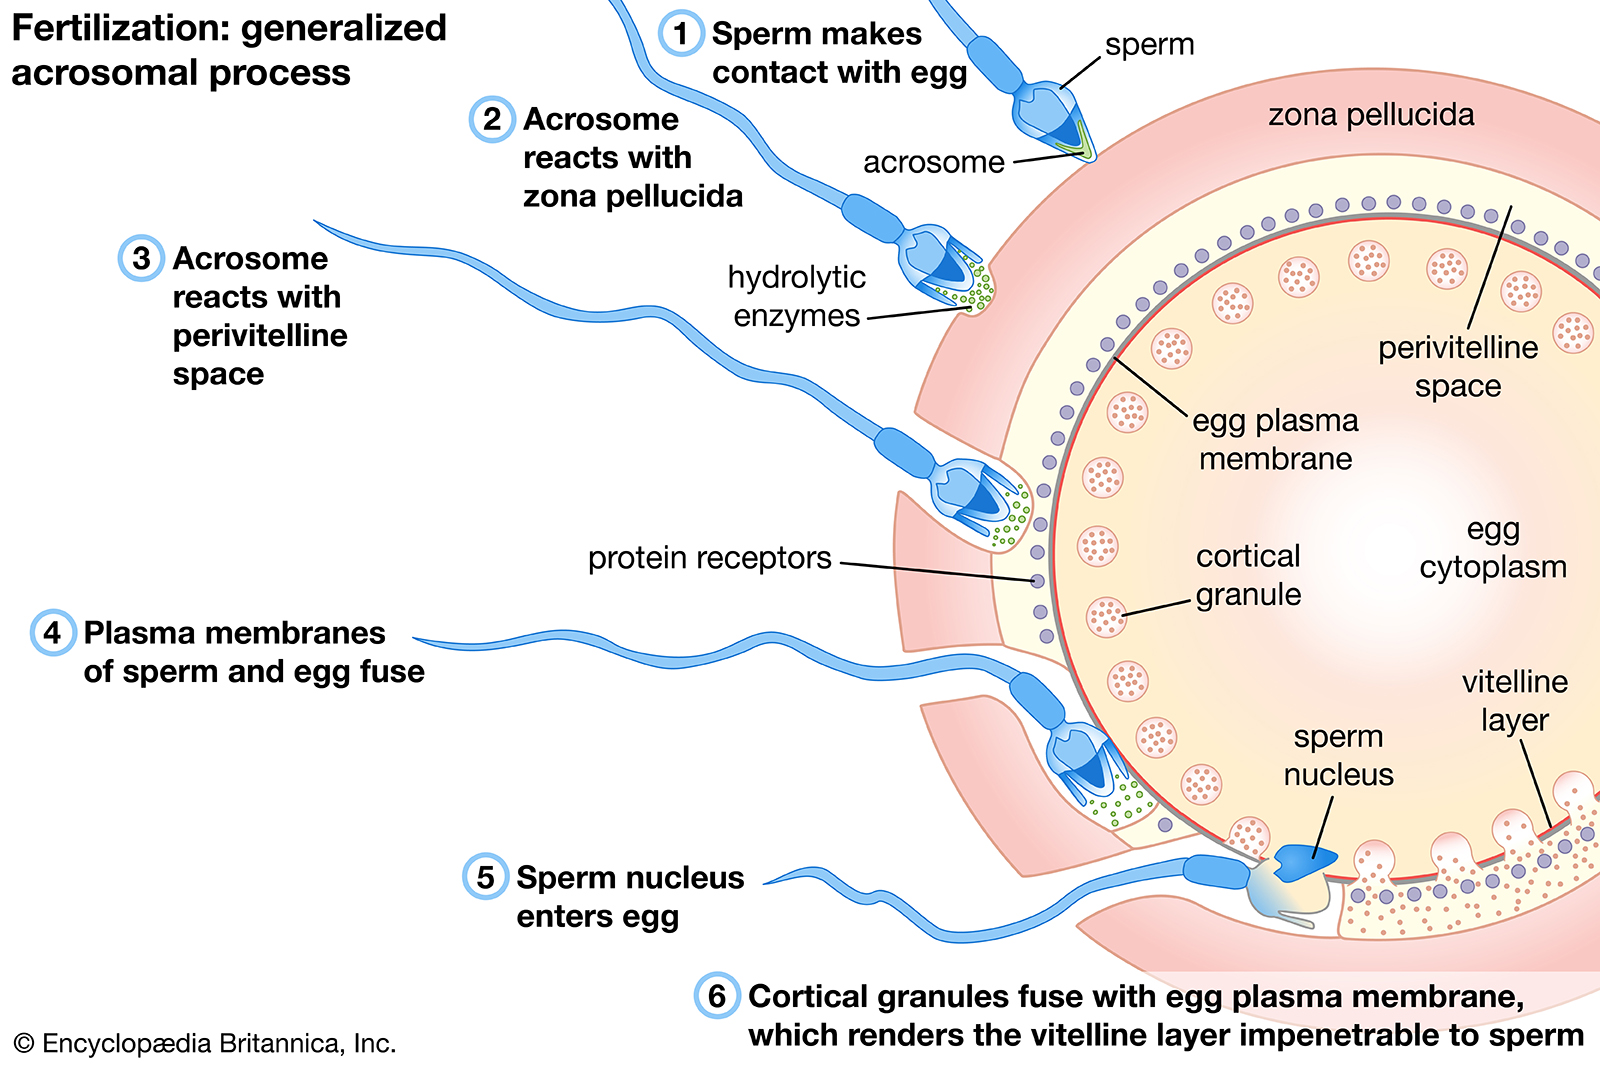 Fertilization: generalized
acrosomal process
1 Sperm makes
contact with egg
sperm
zona pellucida
acrosome
2 Acrosome
reacts with
zona pellucida
hydrolytic
enzymes
3 Acrosome
reacts with
perivitelline
space
perivitelline
space
egg plasma
membrane
egg
cytoplasm
protein receptors
cortical
granule
4 Plasma membranes
of sperm and egg fuse
vitelline
layer
sperm
nucleus
5 Sperm nucleus
enters egg
6 Cortical granules fuse with egg plasma membrane,
which renders the vitelline layer impenetrable to sperm
© Encyclopædia Britannica, Inc.